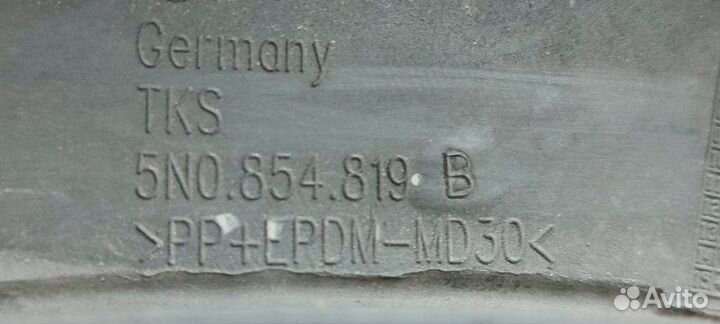 Germany
TKS
5N0.854.819 B
>PP+EPDM-MD30<
Avito